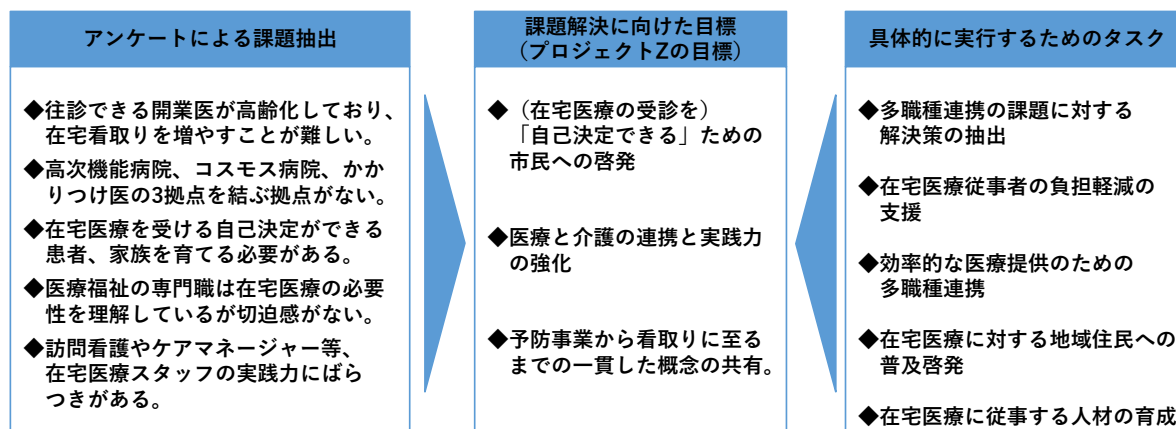 アンケートによる課題抽出
◆往診できる開業医が高齢化しており、
在宅看取りを増やすことが難しい。
◆高次機能病院、コスモス病院、かか
りつけ医の3拠点を結ぶ拠点がない。
◆在宅医療を受ける自己決定ができる
患者、家族を育てる必要がある。
◆医療福祉の専門職は在宅医療の必要
性を理解しているが切迫感がない。
◆訪問看護やケアマネージャー等、
在宅医療スタッフの実践力にばら
つきがある。
課題解決に向けた目標
（プロジェクトZの目標）
◆（在宅医療の受診を）
「自己決定できる」ための
市民への啓発
◆医療と介護の連携と実践力
の強化
◆予防事業から看取りに至る
までの一貫した概念の共有。
具体的に実行するためのタスク
◆多職種連携の課題に対する
解決策の抽出
◆在宅医療従事者の負担軽減の
支援
◆効率的な医療提供のための
多職種連携
◆在宅医療に対する地域住民への
普及啓発
◆在宅医療に従事する人材の育成